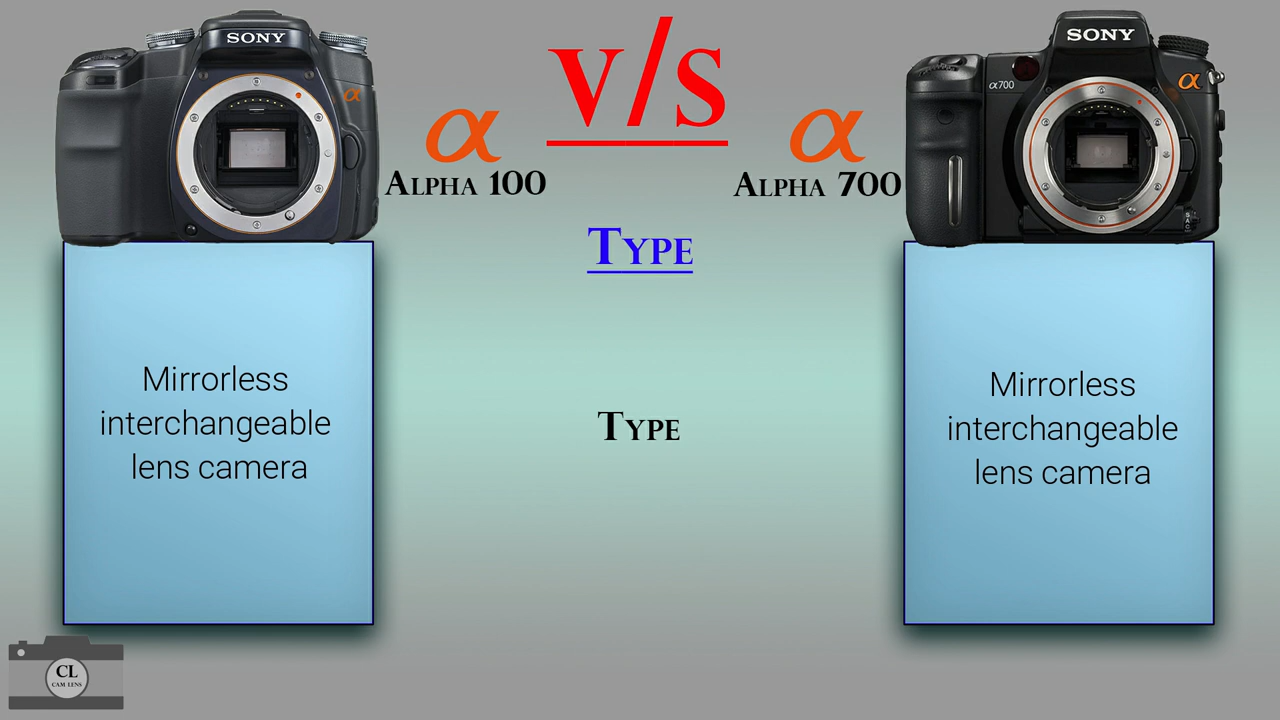 SONY
α
V/S
SONY
α700
α
α
Alpha 100
α
Alpha 700
Type
Mirrorless
interchangeable
lens camera
Type
Mirrorless
interchangeable
lens camera
CL
CAM LENS